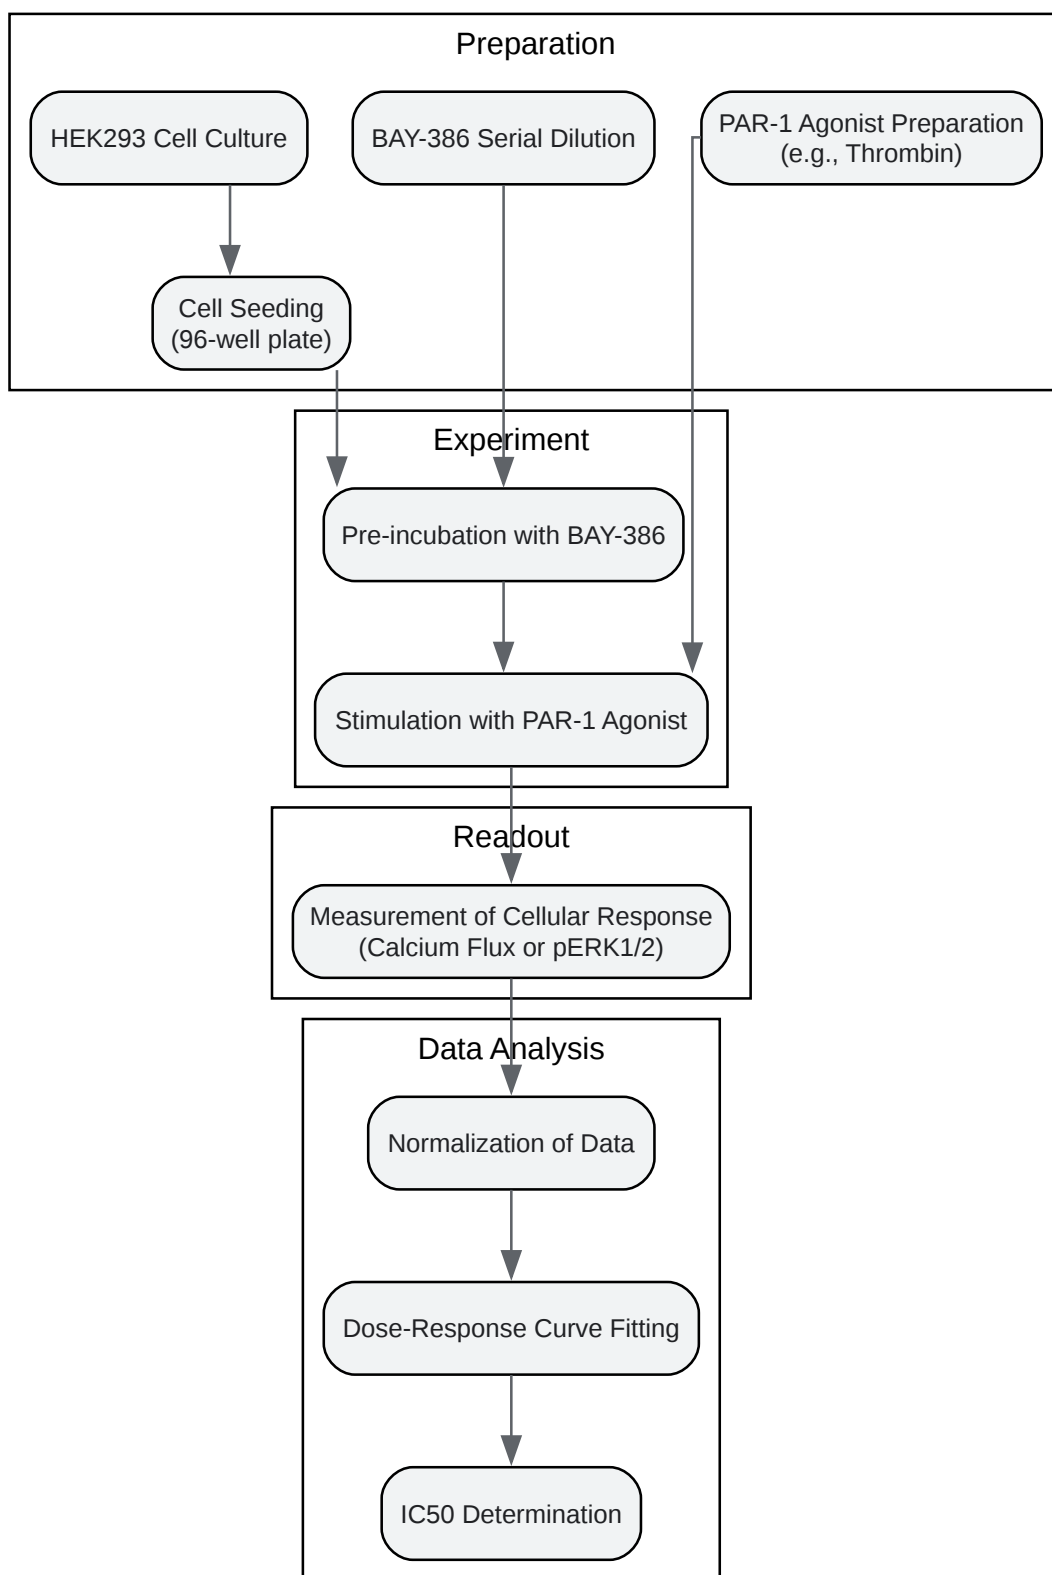 Preparation
HEK293 Cell Culture
BAY-386 Serial Dilution
PAR-1 Agonist Preparation
(e.g., Thrombin)
Cell Seeding
(96-well plate)
Experiment
Pre-incubation with BAY-386
Stimulation with PAR-1 Agonist
Readout
Measurement of Cellular Response
(Calcium Flux or pERK1/2)
Data Analysis
Normalization of Data
Dose-Response Curve Fitting
IC50 Determination